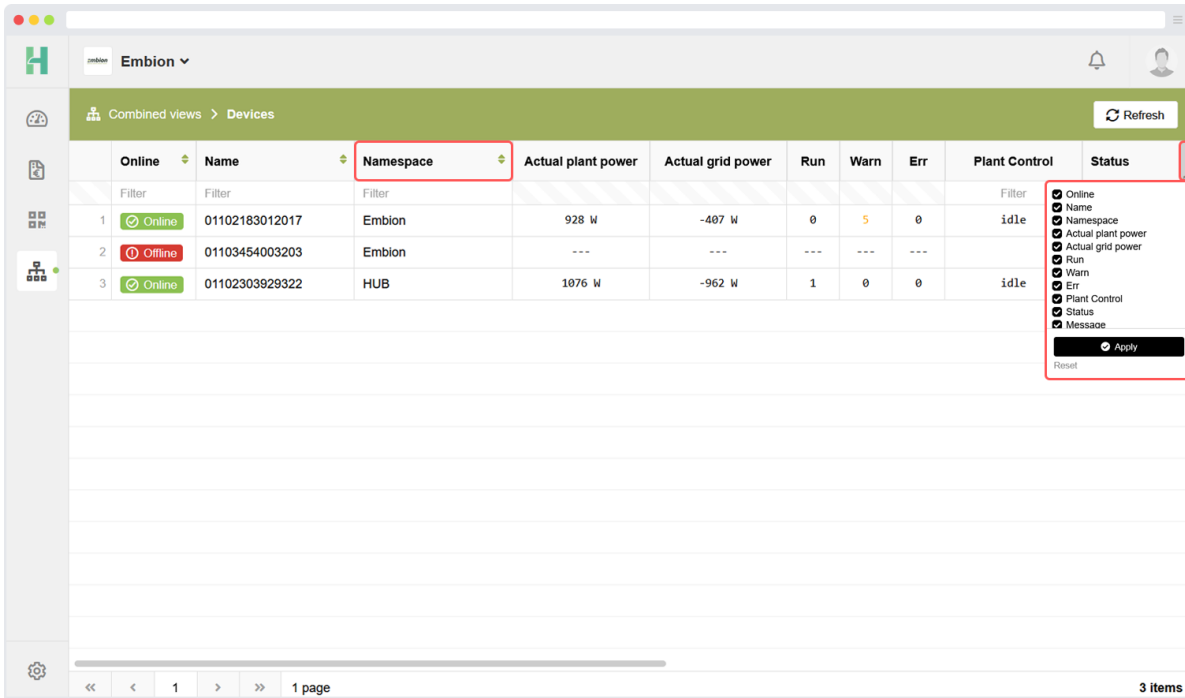 embion Embion
Combined views > Devices Refresh
Online Name Namespace Actual plant power Actual grid power Run Warn Err Plant Control Status
Filter Filter Filter Filter
1 Online 01102183012017 Embion 928 W -407 W 0 5 0 idle
2 Offline 01103454003203 Embion --- --- --- --- ---
3 Online 01102303929322 HUB 1076 W -962 W 1 0 0 idle
Online
Name
Namespace
Actual plant power
Actual grid power
Run
Warn
Err
Plant Control
Status
Message
Apply
Reset
« < 1 > » 1 page 3 items